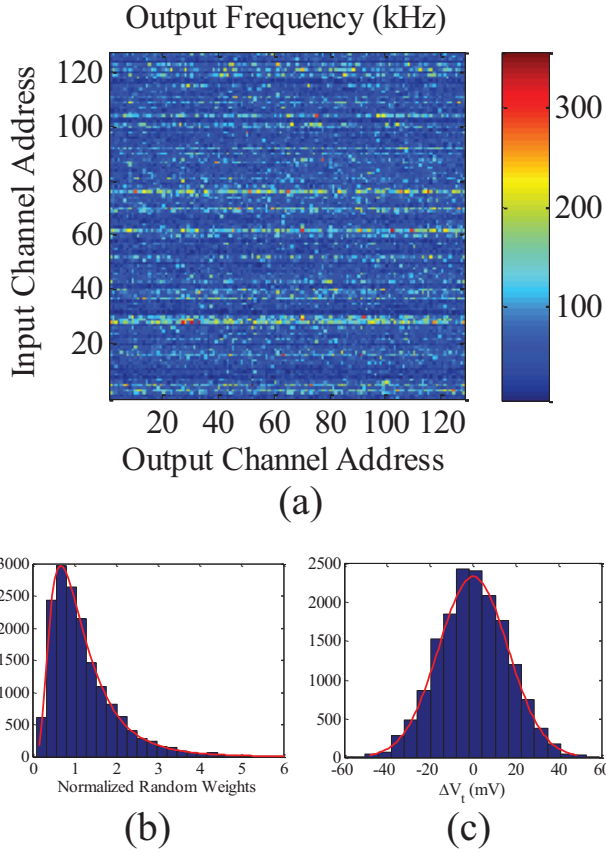 Output Frequency (kHz)
120
100
80
60
40
20
Input Channel Address
20 40 60 80 100 120
Output Channel Address
300
200
100
(a)
3000
2500
2000
1500
1000
500
0
0 1 2 3 4 5 6
Normalized Random Weights
(b)
2500
2000
1500
1000
500
0
-60 -40 -20 0 20 40 60
ΔVt (mV)
(c)